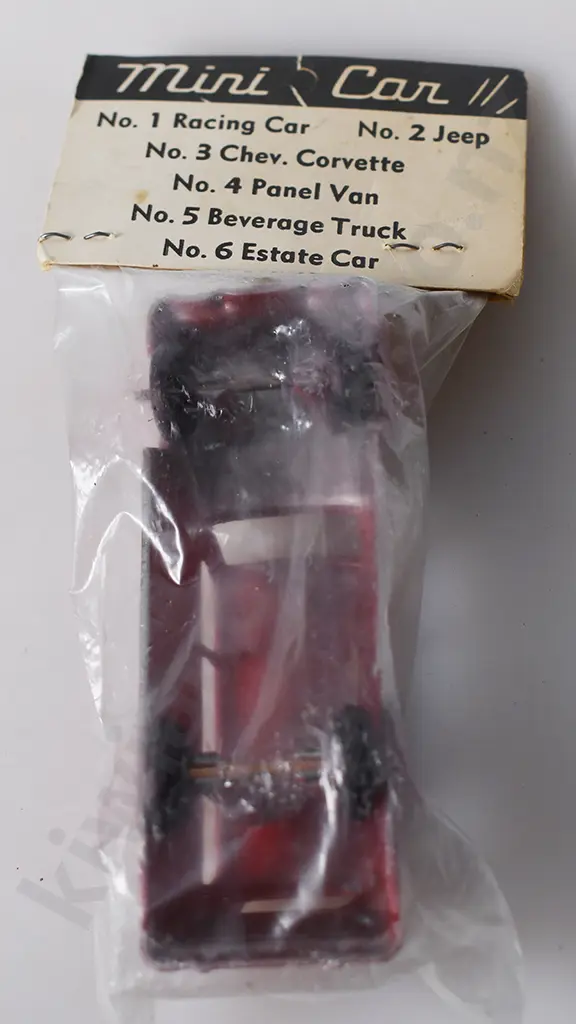 Mini Car
No. 1 Racing Car No. 2 Jeep
No. 3 Chev. Corvette
No. 4 Panel Van
No. 5 Beverage Truck
No. 6 Estate Car